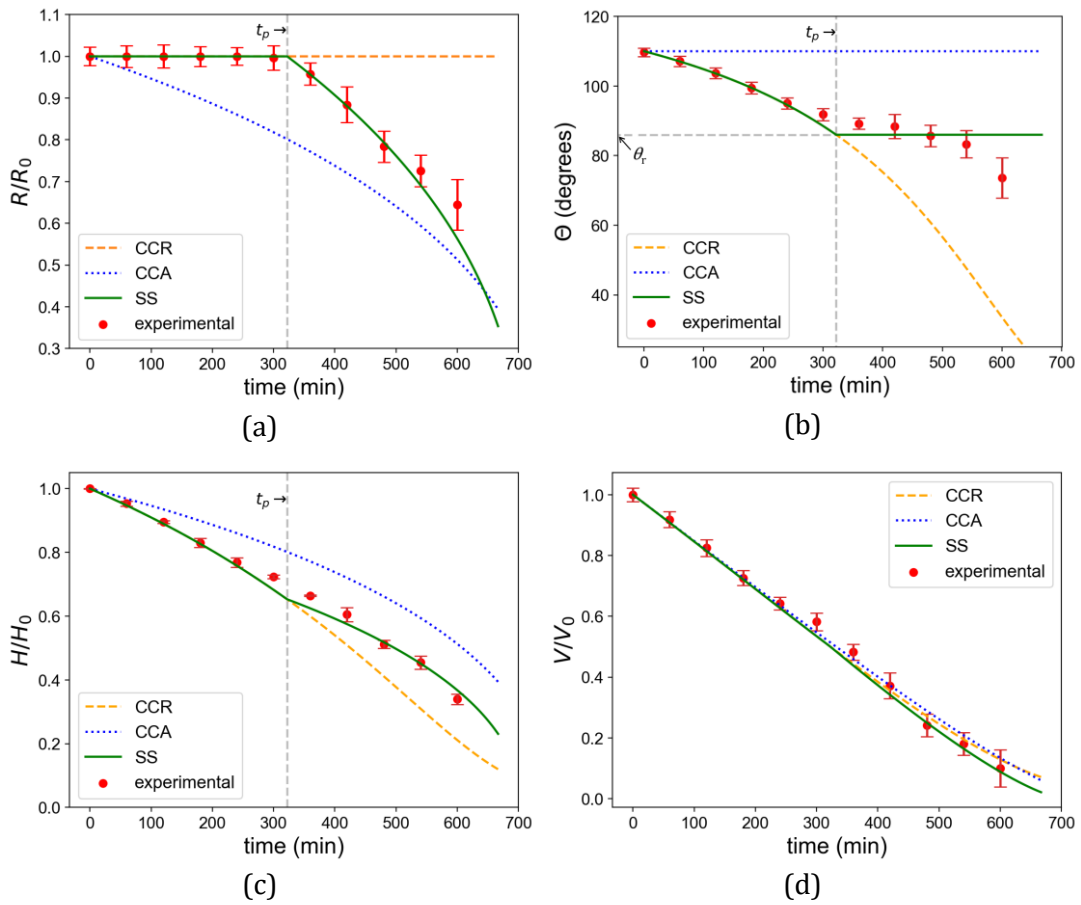 1.1
1.0
0.9
0.8
0.7
0.6
0.5
0.4
0.3
R/R₀
tₚ→
CCR
CCA
SS
experimental
0 100 200 300 400 500 600 700
time (min)
(a)
120
100
80
60
40
Θ (degrees)
tₚ→
θᵣ
CCR
CCA
SS
experimental
0 100 200 300 400 500 600 700
time (min)
(b)
1.0
0.8
0.6
0.4
0.2
0.0
H/H₀
tₚ→
CCR
CCA
SS
experimental
0 100 200 300 400 500 600 700
time (min)
(c)
1.0
0.8
0.6
0.4
0.2
0.0
V/V₀
CCR
CCA
SS
experimental
0 100 200 300 400 500 600 700
time (min)
(d)